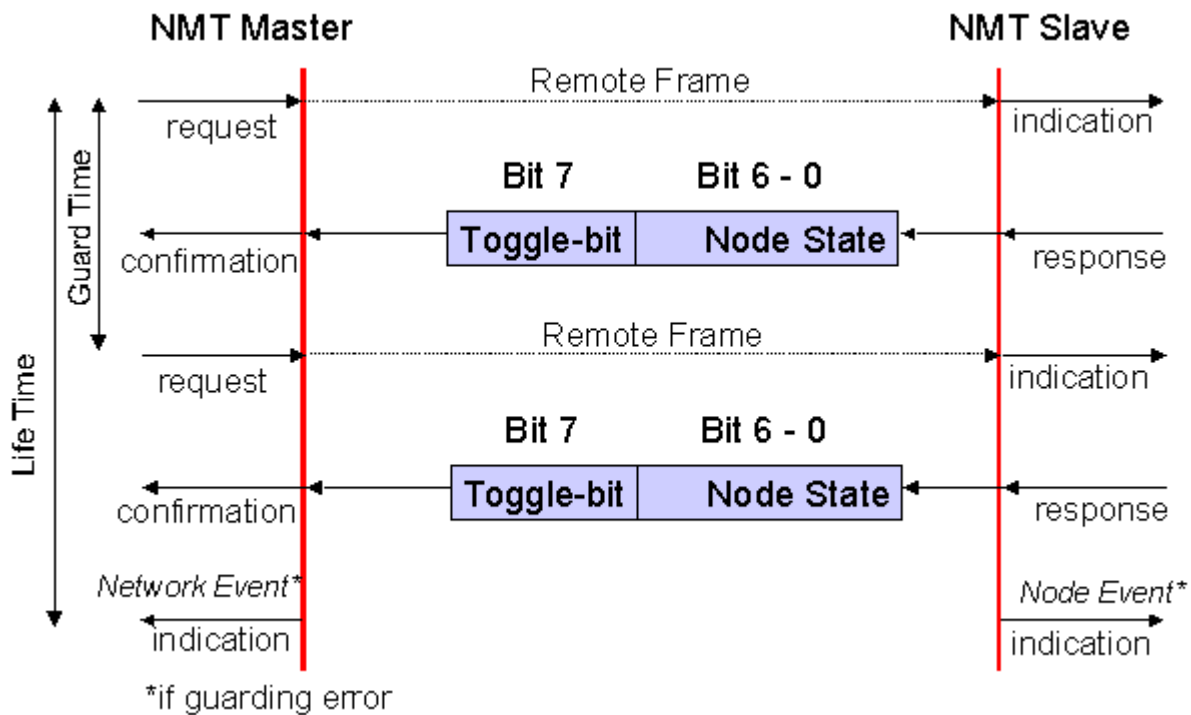 NMT Master NMT Slave
Remote Frame
request indication
Bit 7 Bit 6 - 0
Toggle-bit Node State
confirmation response
Guard Time
Life Time
Remote Frame
request indication
Bit 7 Bit 6 - 0
Toggle-bit Node State
confirmation response
Network Event* Node Event*
indication indication
*if guarding error